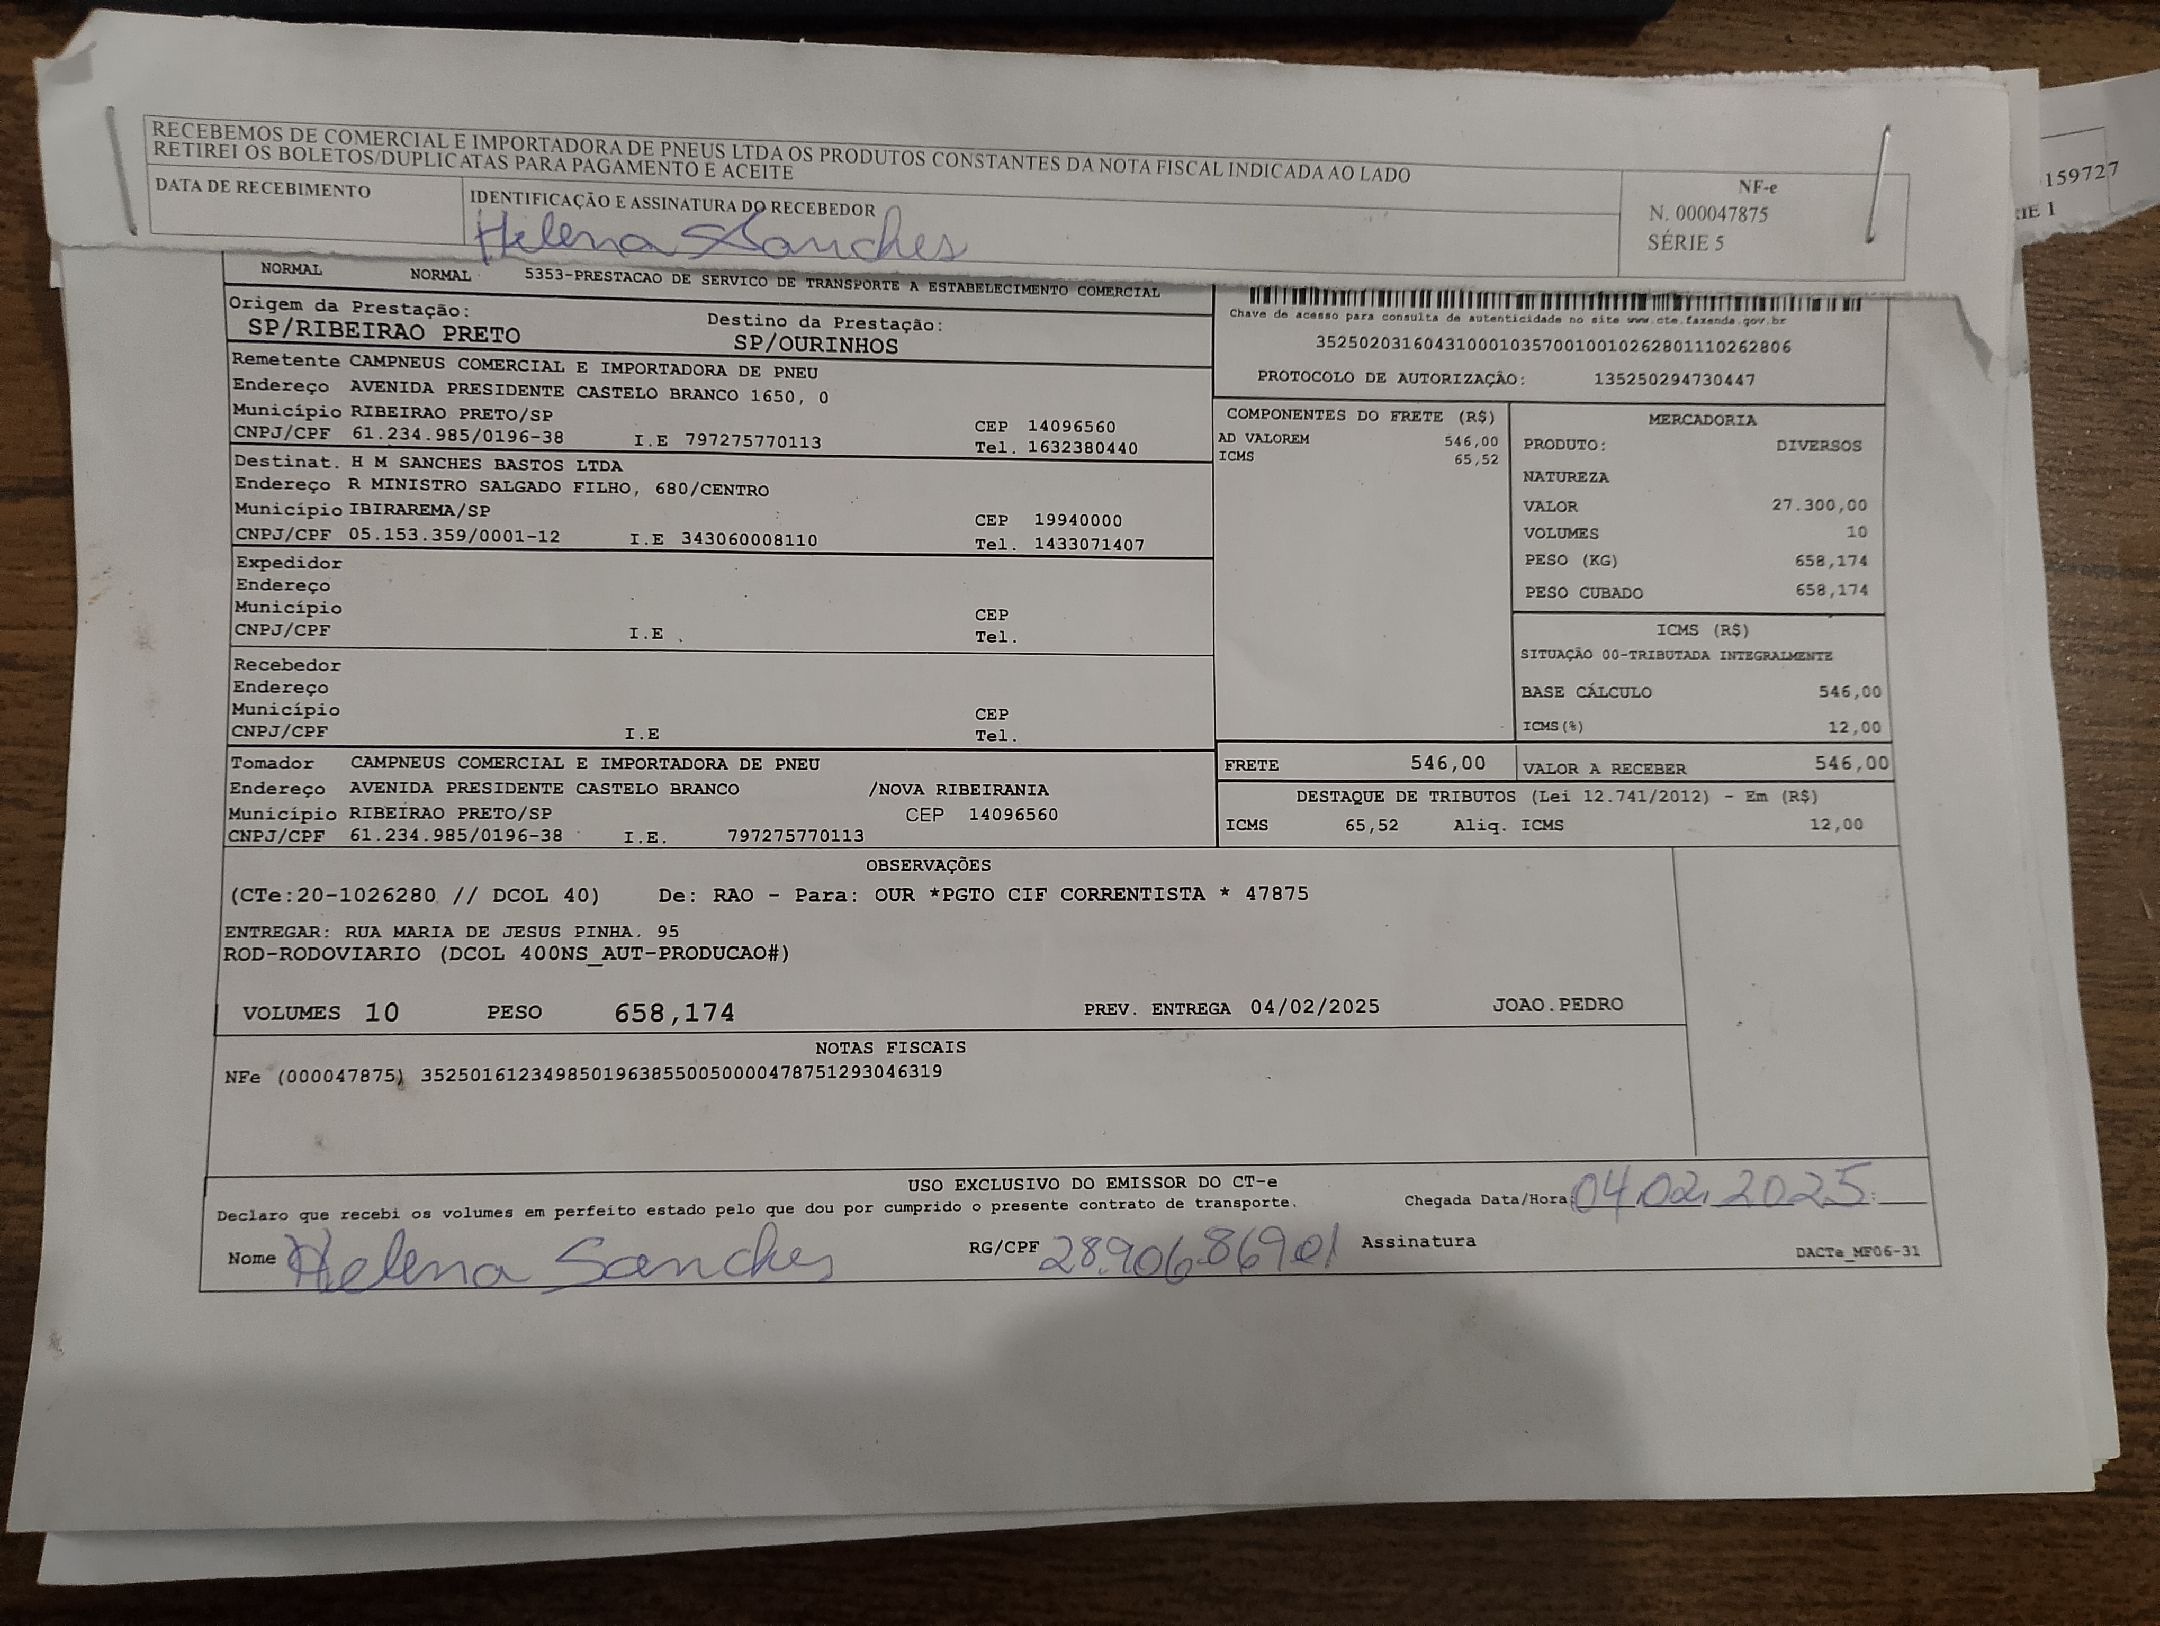 RECEBEMOS DE COMERCIAL E IMPORTADORA DE PNEUS LTDA OS PRODUTOS CONSTANTES DA NOTA FISCAL INDICADA AO LADO
RETIREI OS BOLETOS/DUPLICATAS PARA PAGAMENTO E ACEITE
DATA DE RECEBIMENTO
IDENTIFICAÇÃO E ASSINATURA DO RECEBEDOR
Helena Sanches
NF-e
N. 000047875
SÉRIE 5
159727
IE 1
NORMAL NORMAL 5353-PRESTACAO DE SERVICO DE TRANSPORTE A ESTABELECIMENTO COMERCIAL
Origem da Prestação:
SP/RIBEIRAO PRETO
Destino da Prestação:
SP/OURINHOS
Chave de acesso para consulta de autenticidade no site www.cte.fazenda.gov.br
35250203160431000103570010010262801110262806
PROTOCOLO DE AUTORIZAÇÃO: 135250294730447
Remetente CAMPNEUS COMERCIAL E IMPORTADORA DE PNEU
Endereço AVENIDA PRESIDENTE CASTELO BRANCO 1650, 0
Município RIBEIRAO PRETO/SP CEP 14096560
CNPJ/CPF 61.234.985/0196-38 I.E 797275770113 Tel. 1632380440
Destinat. H M SANCHES BASTOS LTDA
Endereço R MINISTRO SALGADO FILHO, 680/CENTRO
Município IBIRAREMA/SP CEP 19940000
CNPJ/CPF 05.153.359/0001-12 I.E 343060008110 Tel. 1433071407
Expedidor
Endereço
Município CEP
CNPJ/CPF I.E Tel.
Recebedor
Endereço
Município CEP
CNPJ/CPF I.E Tel.
Tomador CAMPNEUS COMERCIAL E IMPORTADORA DE PNEU
Endereço AVENIDA PRESIDENTE CASTELO BRANCO /NOVA RIBEIRANIA
Município RIBEIRAO PRETO/SP CEP 14096560
CNPJ/CPF 61.234.985/0196-38 I.E. 797275770113
COMPONENTES DO FRETE (R$)
AD VALOREM 546,00
ICMS 65,52
MERCADORIA
PRODUTO: DIVERSOS
NATUREZA
VALOR 27.300,00
VOLUMES 10
PESO (KG) 658,174
PESO CUBADO 658,174
ICMS (R$)
SITUAÇÃO 00-TRIBUTADA INTEGRALMENTE
BASE CÁLCULO 546,00
ICMS(%) 12,00
FRETE 546,00
VALOR A RECEBER 546,00
DESTAQUE DE TRIBUTOS (Lei 12.741/2012) - Em (R$)
ICMS 65,52 Aliq. ICMS 12,00
OBSERVAÇÕES
(CTe:20-1026280 // DCOL 40) De: RAO - Para: OUR *PGTO CIF CORRENTISTA * 47875
ENTREGAR: RUA MARIA DE JESUS PINHA. 95
ROD-RODOVIARIO (DCOL 400NS_AUT-PRODUCAO#)
VOLUMES 10 PESO 658,174 PREV. ENTREGA 04/02/2025 JOAO.PEDRO
NOTAS FISCAIS
NFe (000047875) 35250161234985019638550050000478751293046319
USO EXCLUSIVO DO EMISSOR DO CT-e
Declaro que recebi os volumes em perfeito estado pelo que dou por cumprido o presente contrato de transporte.
Chegada Data/Hora: 04.02.2025
Nome Helena Sanches RG/CPF 28.906.86901 Assinatura
DACTe_MF06-31